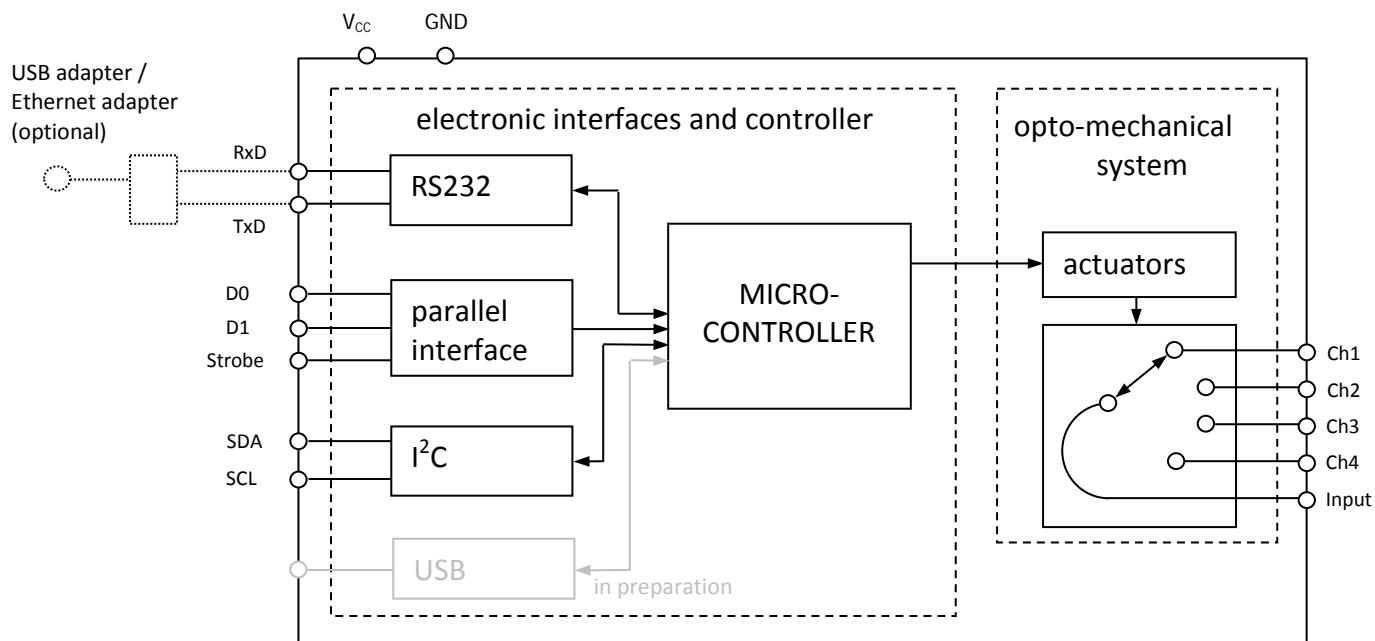 V_CC GND
USB adapter /
Ethernet adapter
(optional)
electronic interfaces and controller
opto-mechanical
system
RxD
RS232
TxD
MICRO-
CONTROLLER
actuators
D0
D1
Strobe
parallel
interface
Ch1
Ch2
Ch3
Ch4
Input
SDA
SCL
I²C
USB
in preparation